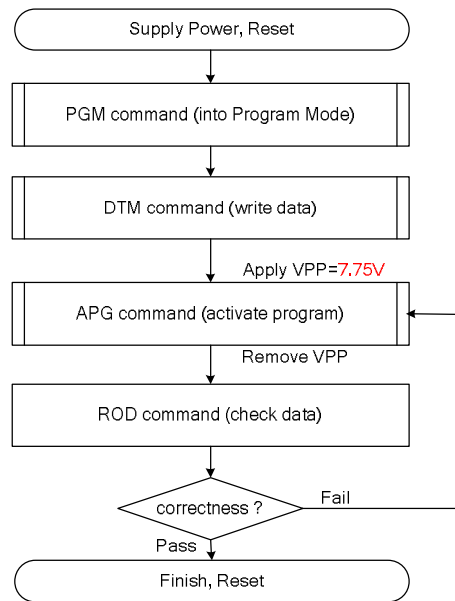 Supply Power, Reset
PGM command (into Program Mode)
DTM command (write data)
Apply VPP=7.75V
APG command (activate program)
Remove VPP
ROD command (check data)
correctness ?
Fail
Pass
Finish, Reset